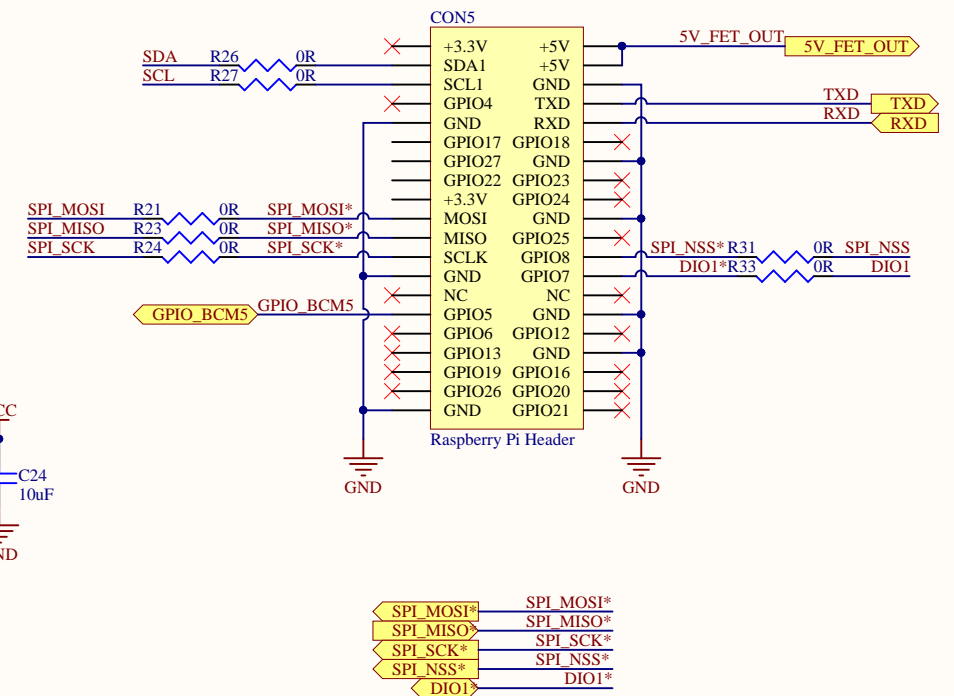 CON5
+3.3V +5V 5V_FET_OUT 5V_FET_OUT
SDA R26 0R SDA1 +5V
SCL R27 0R SCL1 GND
GPIO4 TXD TXD TXD
GND RXD RXD RXD
GPIO17 GPIO18
GPIO27 GND
GPIO22 GPIO23
+3.3V GPIO24
SPI_MOSI R21 0R SPI_MOSI* MOSI GND
SPI_MISO R23 0R SPI_MISO* MISO GPIO25
SPI_SCK R24 0R SPI_SCK* SCLK GPIO8 SPI_NSS* R31 0R SPI_NSS
GND GPIO7 DIO1* R33 0R DIO1
NC NC
GPIO_BCM5 GPIO_BCM5 GPIO5 GND
GPIO6 GPIO12
GPIO13 GND
GPIO19 GPIO16
GPIO26 GPIO20
GND GPIO21
Raspberry Pi Header
GND GND
CC
C24
10uF
ND
SPI_MOSI* SPI_MOSI*
SPI_MISO* SPI_MISO*
SPI_SCK* SPI_SCK*
SPI_NSS* SPI_NSS*
DIO1* DIO1*